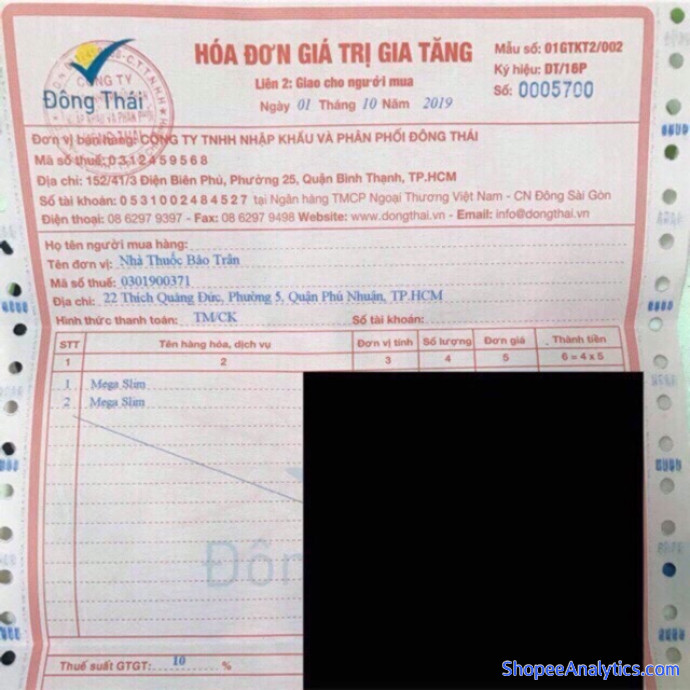 HÓA ĐƠN GIÁ TRỊ GIA TĂNG
Liên 2: Giao cho người mua
Ngày 01 Tháng 10 Năm 2019
Mẫu số: 01GTKT2/002
Ký hiệu: DT/16P
Số: 0005700
CÔNG TY
Đông Thái
Đơn vị bán hàng: CÔNG TY TNHH NHẬP KHẨU VÀ PHÂN PHỐI ĐÔNG THÁI
Mã số thuế: 0312459568
Địa chỉ: 152/41/3 Điện Biên Phủ, Phường 25, Quận Bình Thạnh, TP.HCM
Số tài khoản: 0531002484527 tại Ngân hàng TMCP Ngoại Thương Việt Nam - CN Đông Sài Gòn
Điện thoại: 08 6297 9397 - Fax: 08 6297 9498 Website: www.dongthai.vn - Email: info@dongthai.vn
Họ tên người mua hàng:
Tên đơn vị: Nhà Thuốc Bảo Trân
Mã số thuế: 0301900371
Địa chỉ: 22 Thích Quảng Đức, Phường 5, Quận Phú Nhuận, TP.HCM
Hình thức thanh toán: TM/CK Số tài khoản:
STT Tên hàng hóa, dịch vụ Đơn vị tính Số lượng Đơn giá Thành tiền
1 2 3 4 5 6 = 4 x 5
1 Mega Slim
2 Mega Slim
Thuế suất GTGT: 10 %
ShopeeAnalytics.com